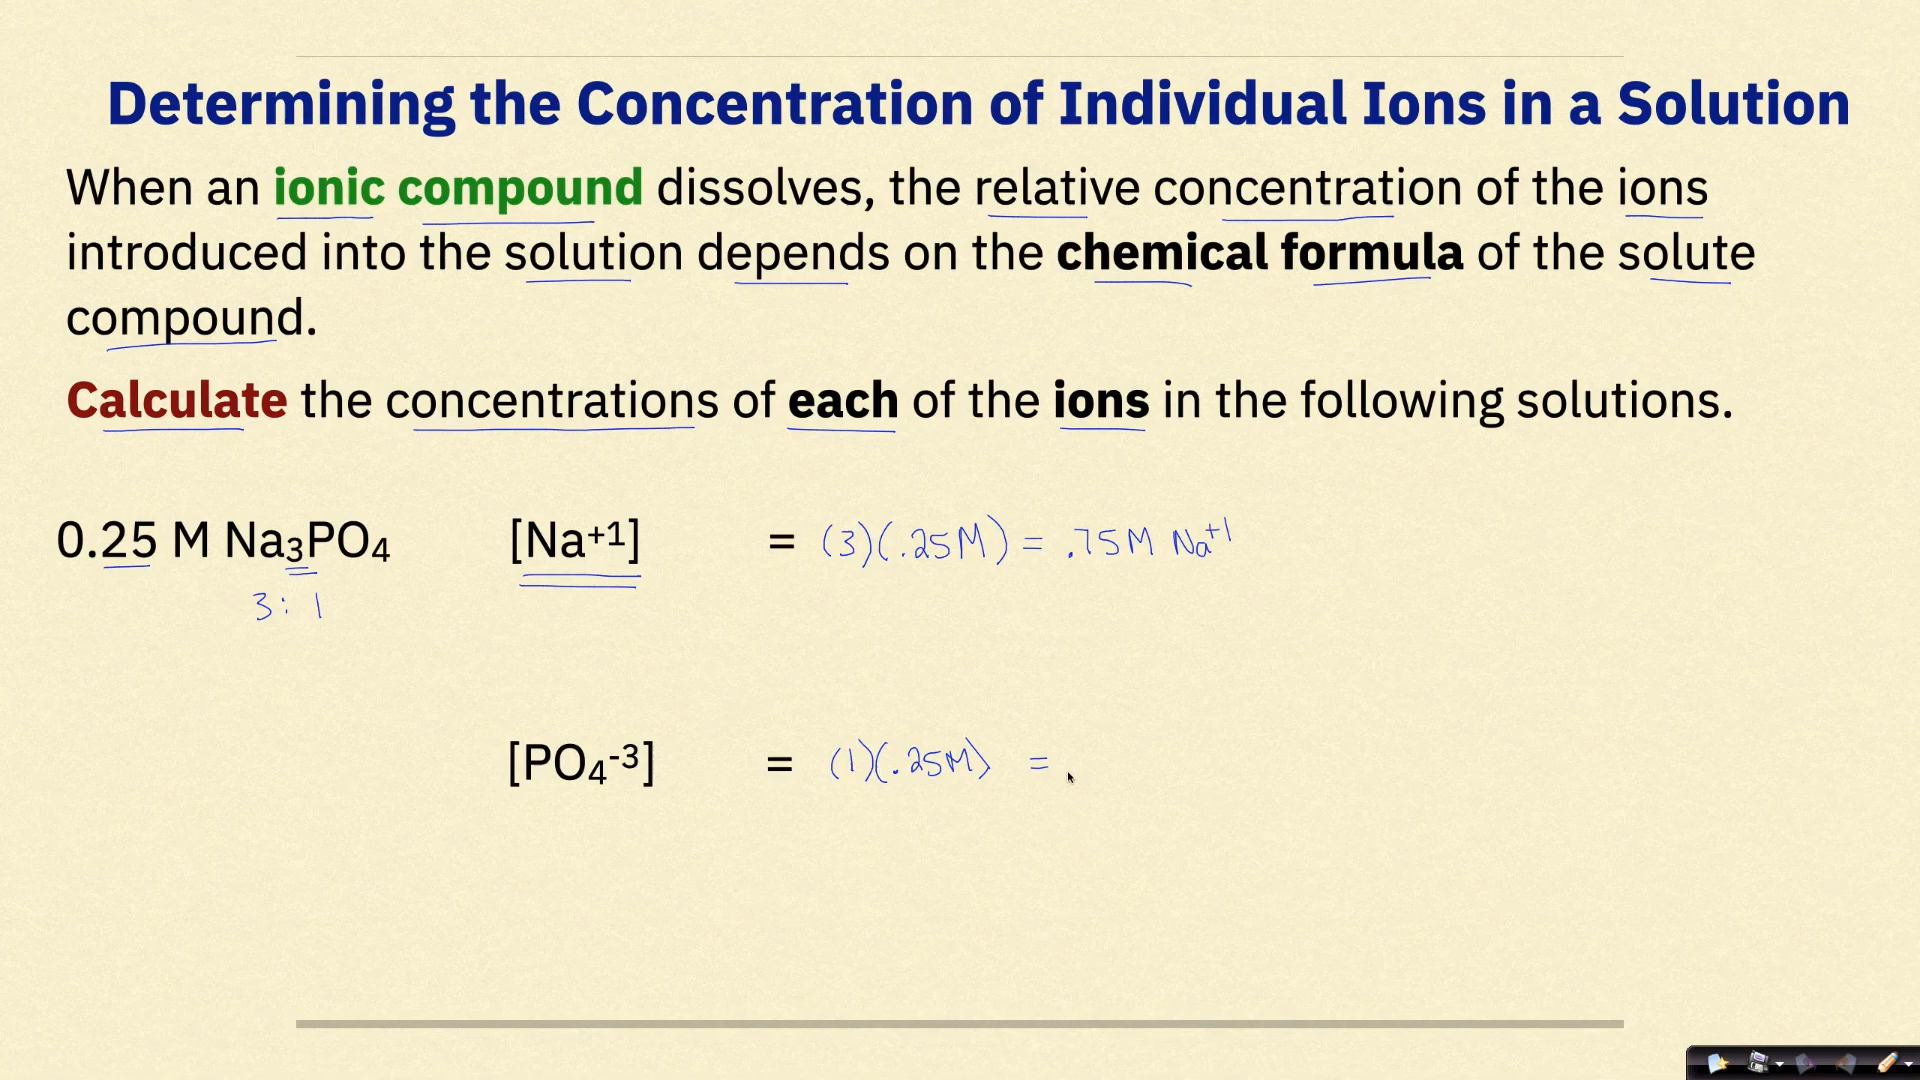 Determining the Concentration of Individual Ions in a Solution
When an ionic compound dissolves, the relative concentration of the ions
introduced into the solution depends on the chemical formula of the solute
compound.
Calculate the concentrations of each of the ions in the following solutions.
0.25 M Na₃PO₄ [Na⁺¹] = (3)(.25M) = .75M Na⁺¹
3: 1
[PO₄⁻³] = (1)(.25M) = .